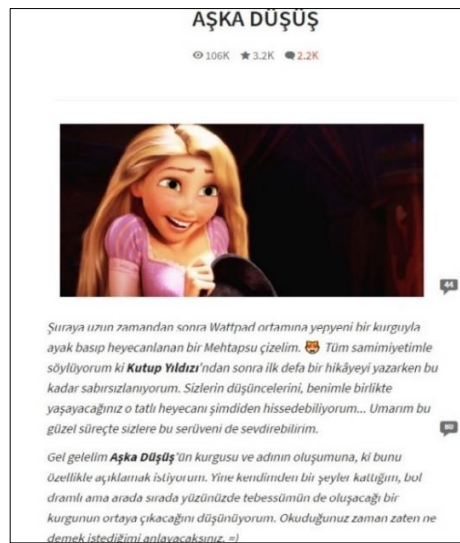 AŞKA DÜŞÜŞ
106K 3.2K 2.2K
44
Şuraya uzun zamandan sonra Wattpad ortamına yepyeni bir kurguyla
ayak basıp heyecanlanan bir Mehtapsu çizelim. 😻 Tüm samimiyetimle
söylüyorum ki Kutup Yıldızı'ndan sonra ilk defa bir hikâyeyi yazarken bu
kadar sabırsızlanıyorum. Sizlerin düşüncelerini, benimle birlikte
yaşayacağınız o tatlı heyecanı şimdiden hissedebiliyorum... Umarım bu
güzel süreçte sizlere bu serüveni de sevdirebilirim.
80
Gel gelelim Aşka Düşüş'ün kurgusu ve adının oluşumuna, ki bunu
özellikle açıklamak istiyorum. Yine kendimden bir şeyler kattığım, bol
dramlı ama arada sırada yüzünüzde tebessümün de oluşacağı bir
kurgunun ortaya çıkacağını düşünüyorum. Okuduğunuz zaman zaten ne
demek istediğimi anlayacaksınız. =)